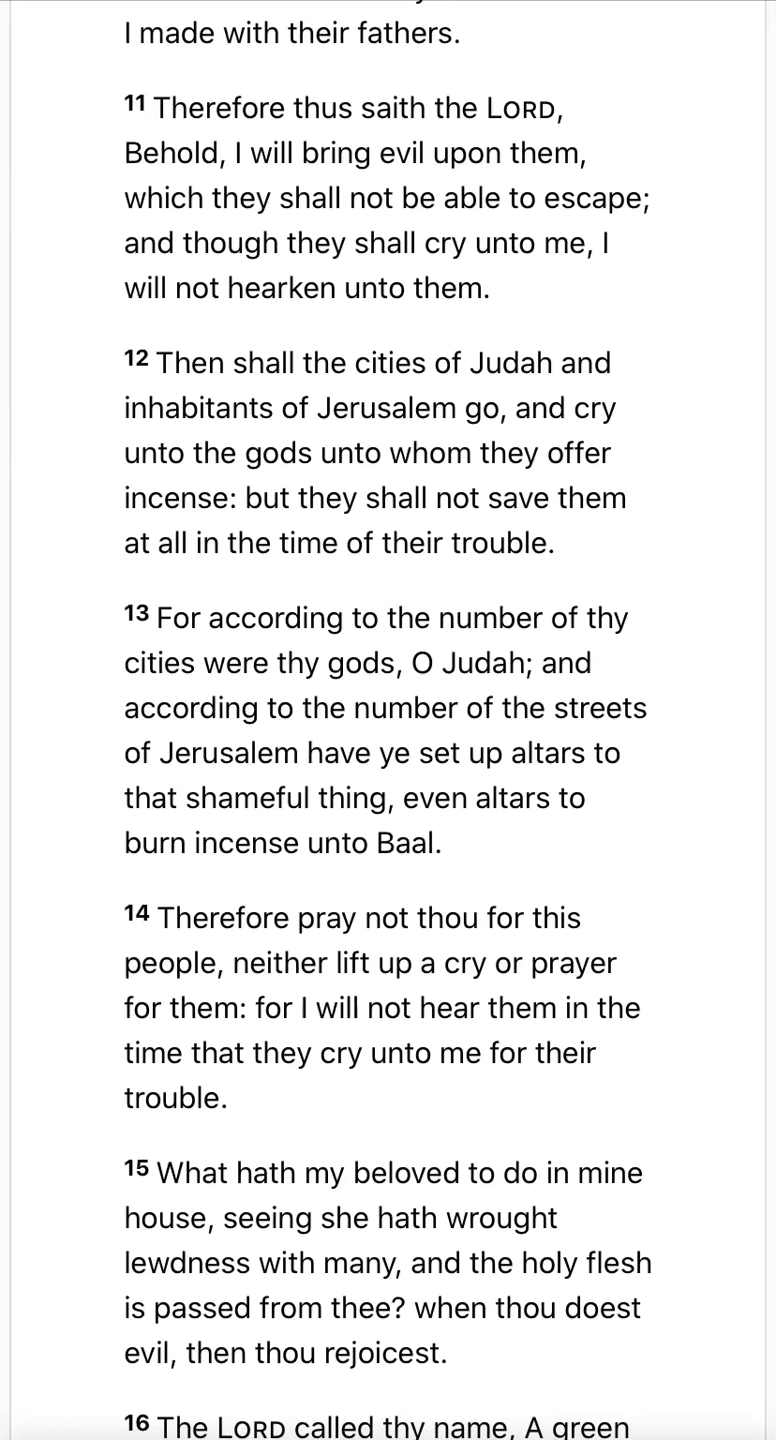 I made with their fathers.
11 Therefore thus saith the LORD,
Behold, I will bring evil upon them,
which they shall not be able to escape;
and though they shall cry unto me, I
will not hearken unto them.
12 Then shall the cities of Judah and
inhabitants of Jerusalem go, and cry
unto the gods unto whom they offer
incense: but they shall not save them
at all in the time of their trouble.
13 For according to the number of thy
cities were thy gods, O Judah; and
according to the number of the streets
of Jerusalem have ye set up altars to
that shameful thing, even altars to
burn incense unto Baal.
14 Therefore pray not thou for this
people, neither lift up a cry or prayer
for them: for I will not hear them in the
time that they cry unto me for their
trouble.
15 What hath my beloved to do in mine
house, seeing she hath wrought
lewdness with many, and the holy flesh
is passed from thee? when thou doest
evil, then thou rejoicest.
16 The LORD called thy name, A green